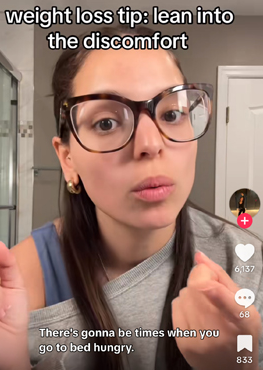 weight loss tip: lean into
the discomfort
6,137
68
There's gonna be times when you
go to bed hungry.
833